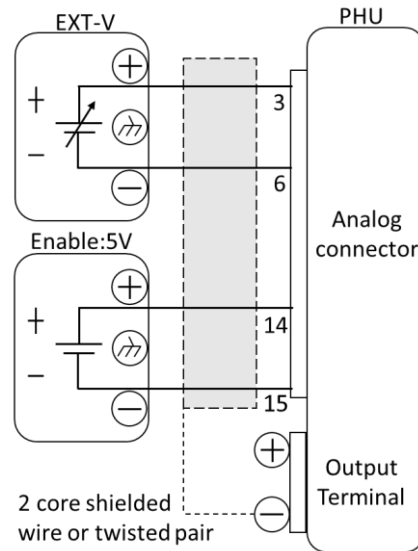 EXT-V
PHU
+
3
-
6
Analog
connector
Enable:5V
+
14
-
15
Output
Terminal
2 core shielded
wire or twisted pair